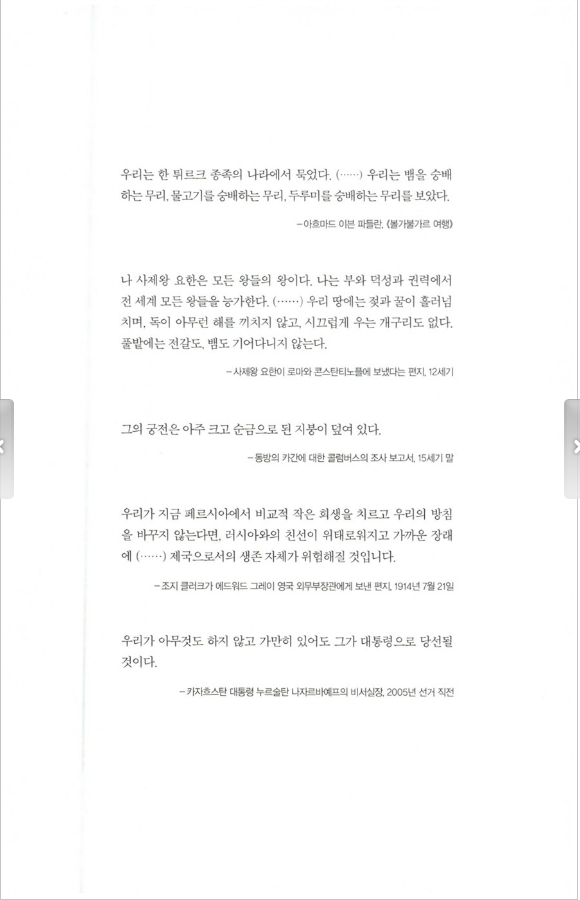 우리는 한 튀르크 종족의 나라에서 묵었다. (……) 우리는 뱀을 숭배
하는 무리, 물고기를 숭배하는 무리, 두루미를 숭배하는 무리를 보았다.
– 아흐마드 이븐 파들란, 《볼가불가르 여행》
나 사제왕 요한은 모든 왕들의 왕이다. 나는 부와 덕성과 권력에서
전 세계 모든 왕들을 능가한다. (……) 우리 땅에는 젖과 꿀이 흘러넘
치며, 독이 아무런 해를 끼치지 않고, 시끄럽게 우는 개구리도 없다.
풀밭에는 전갈도, 뱀도 기어다니지 않는다.
– 사제왕 요한이 로마와 콘스탄티노플에 보냈다는 편지, 12세기
그의 궁전은 아주 크고 순금으로 된 지붕이 덮여 있다.
– 동방의 카간에 대한 콜럼버스의 조사 보고서, 15세기 말
우리가 지금 페르시아에서 비교적 작은 희생을 치르고 우리의 방침
을 바꾸지 않는다면, 러시아와의 친선이 위태로워지고 가까운 장래
에 (……) 제국으로서의 생존 자체가 위험해질 것입니다.
– 조지 클러크가 에드워드 그레이 영국 외무부장관에게 보낸 편지, 1914년 7월 21일
우리가 아무것도 하지 않고 가만히 있어도 그가 대통령으로 당선될
것이다.
– 카자흐스탄 대통령 누르술탄 나자르바예프의 비서실장, 2005년 선거 직전